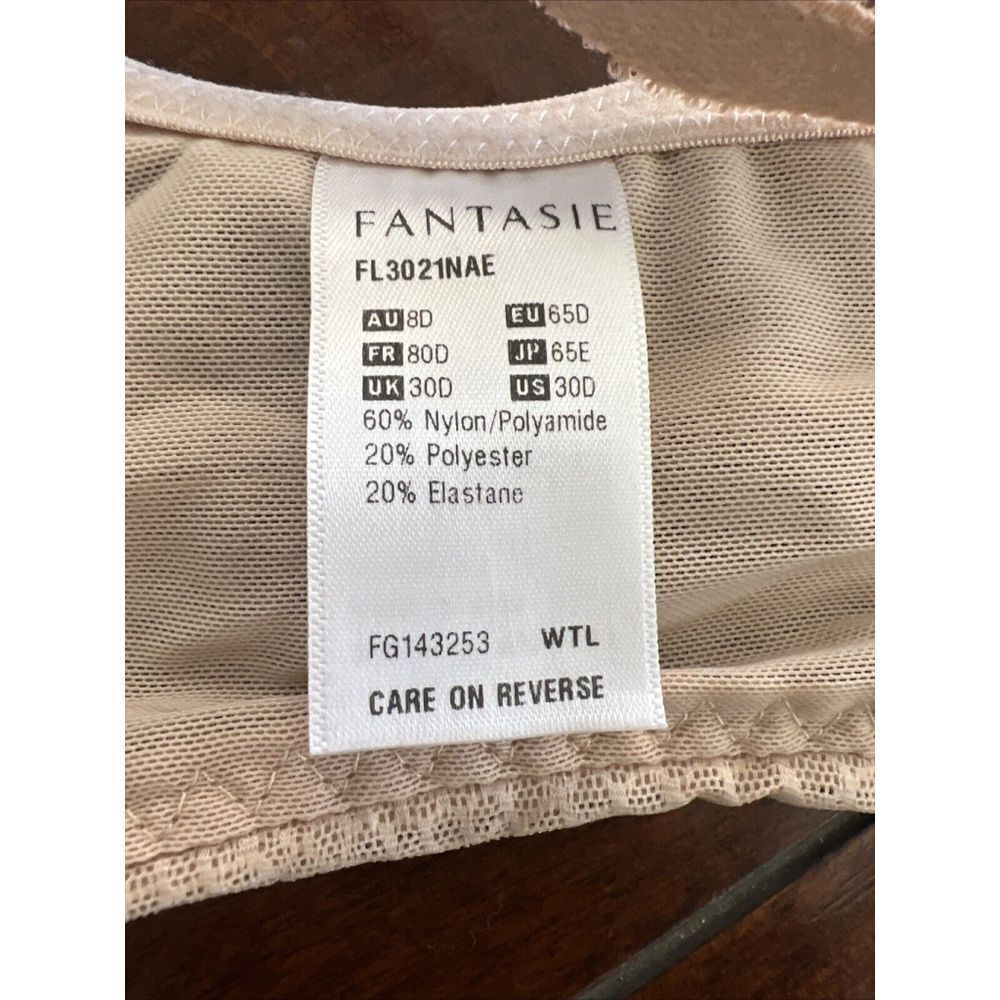 FANTASIE
FL3021NAE
AU 8D EU 65D
FR 80D JP 65E
UK 30D US 30D
60% Nylon/Polyamide
20% Polyester
20% Elastane
FG143253 WTL
CARE ON REVERSE